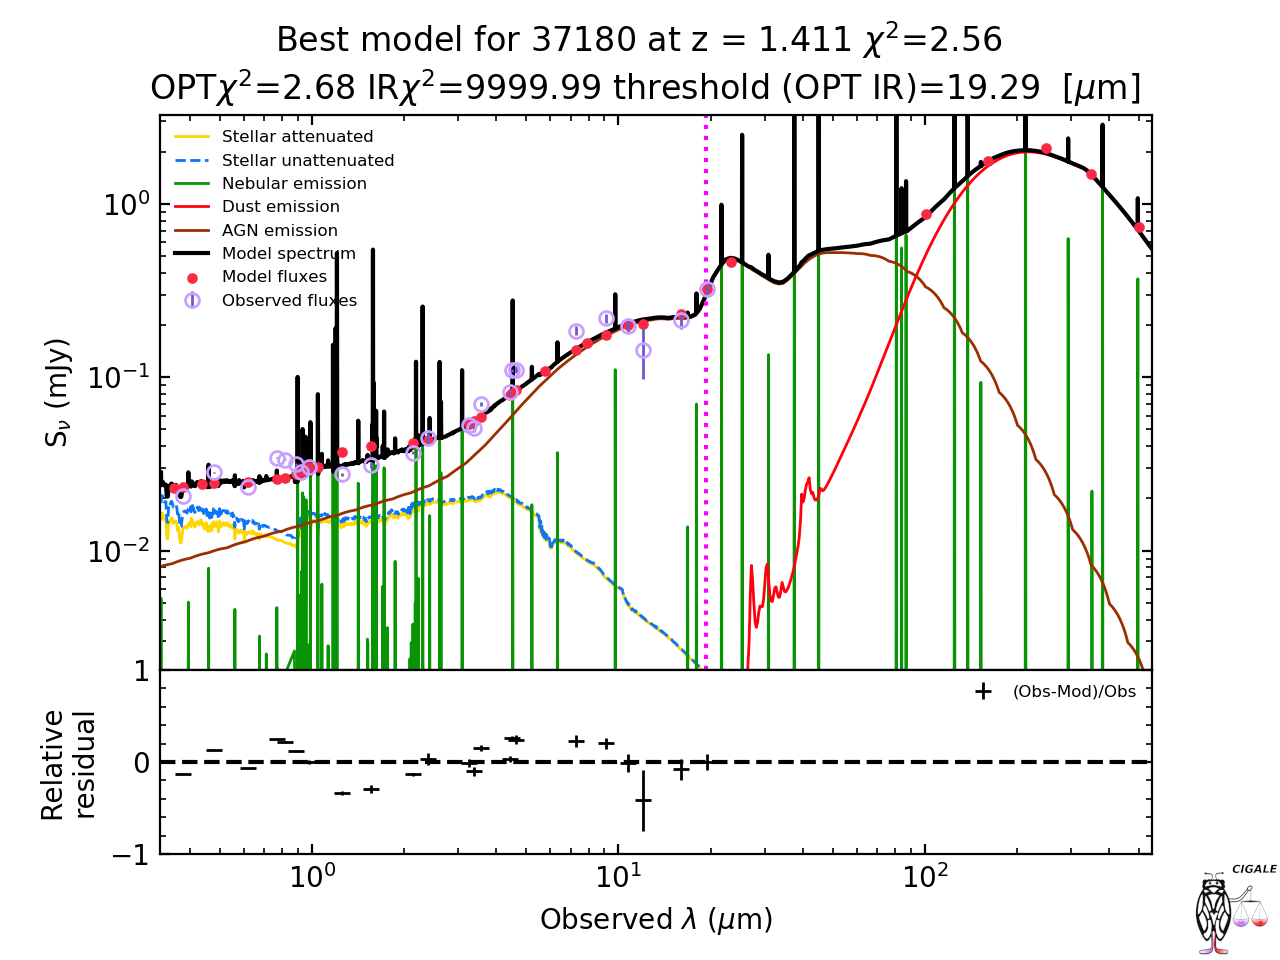 Best model for 37180 at z = 1.411 χ²=2.56
OPTχ²=2.68 IRχ²=9999.99 threshold (OPT IR)=19.29 [μm]
Stellar attenuated
Stellar unattenuated
Nebular emission
Dust emission
AGN emission
Model spectrum
Model fluxes
Observed fluxes
10⁰
10⁻¹
10⁻²
S_ν (mJy)
1
0
−1
Relative
residual
(Obs-Mod)/Obs
10⁰ 10¹ 10²
Observed λ (μm)
CIGALE